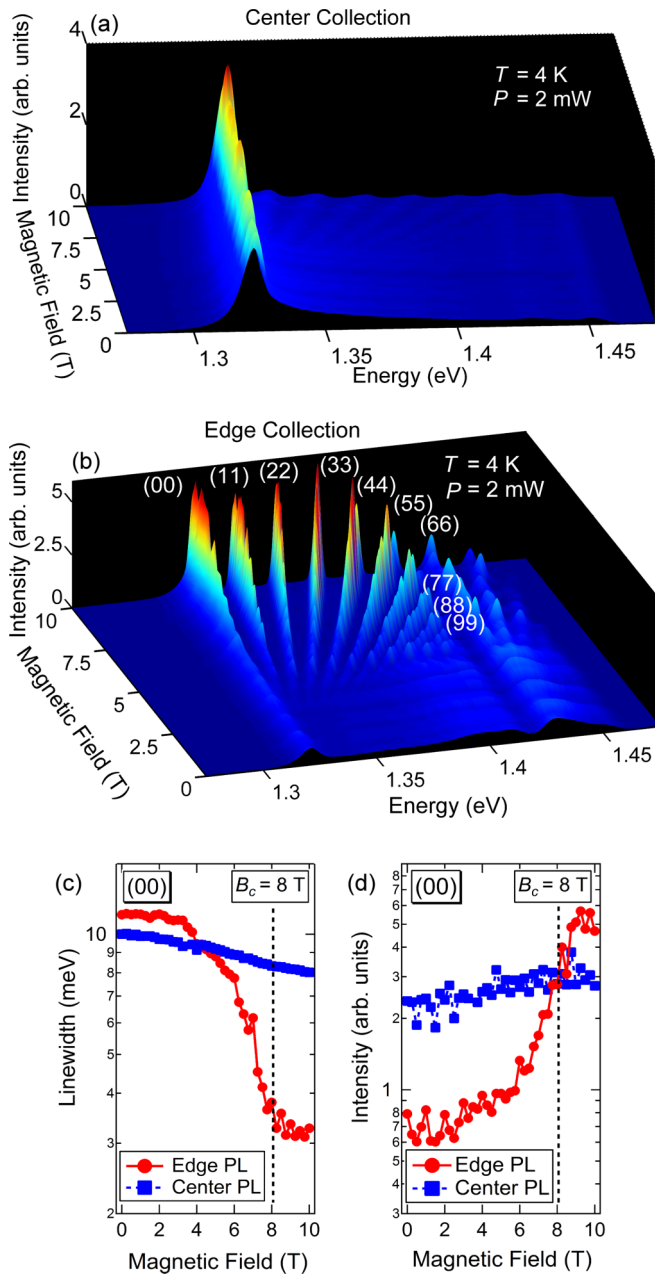 (a)
Center Collection
T = 4 K
P = 2 mW
Intensity (arb. units)
4
2
0
Magnetic Field (T)
10
7.5
5
2.5
0
1.3
1.35
1.4
1.45
Energy (eV)
Edge Collection
(b)
(00)
(11)
(22)
(33)
(44)
(55)
(66)
(77)
(88)
(99)
T = 4 K
P = 2 mW
Intensity (arb. units)
5
2.5
0
Magnetic Field (T)
10
7.5
5
2.5
0
1.3
1.35
1.4
1.45
Energy (eV)
(c)
(00)
Bc = 8 T
Linewidth (meV)
10
9
8
7
6
5
4
3
2
Edge PL
Center PL
0
2
4
6
8
10
Magnetic Field (T)
(d)
(00)
Bc = 8 T
Intensity (arb. units)
8
7
6
5
4
3
2
1
9
8
7
6
5
4
3
Edge PL
Center PL
0
2
4
6
8
10
Magnetic Field (T)